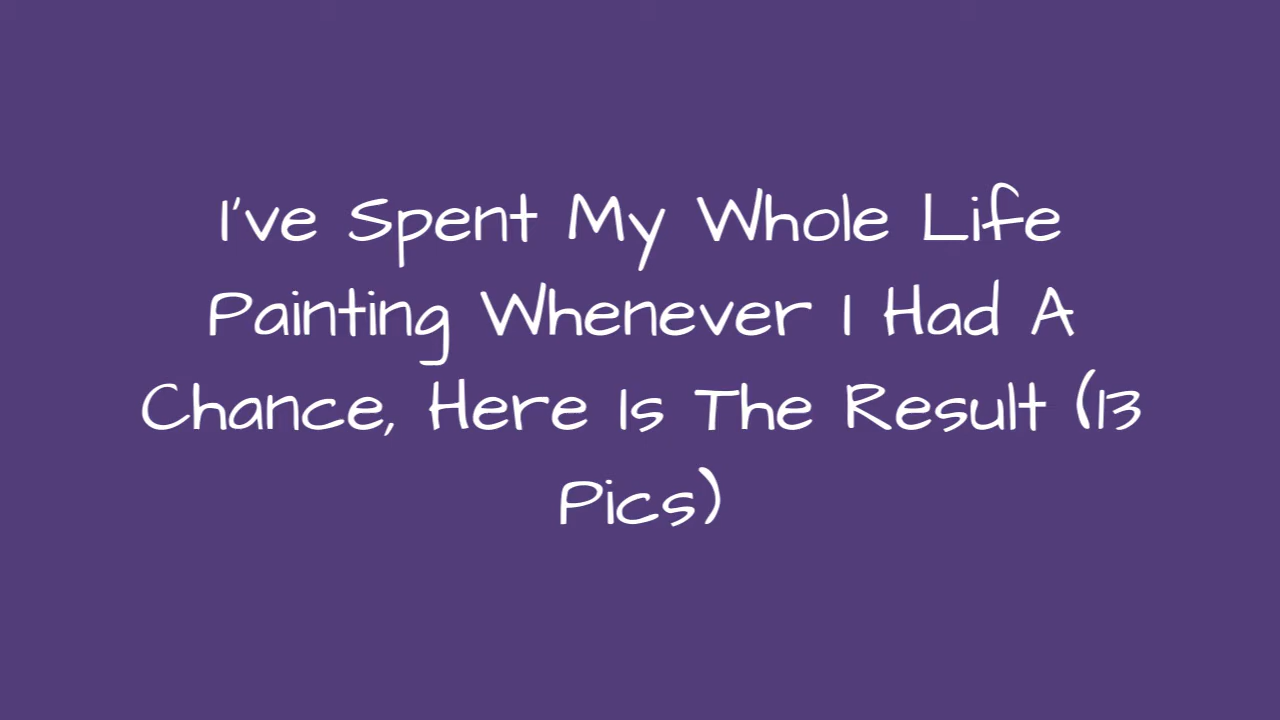 I've Spent My Whole Life
Painting Whenever I Had A
Chance, Here Is The Result (13
Pics)